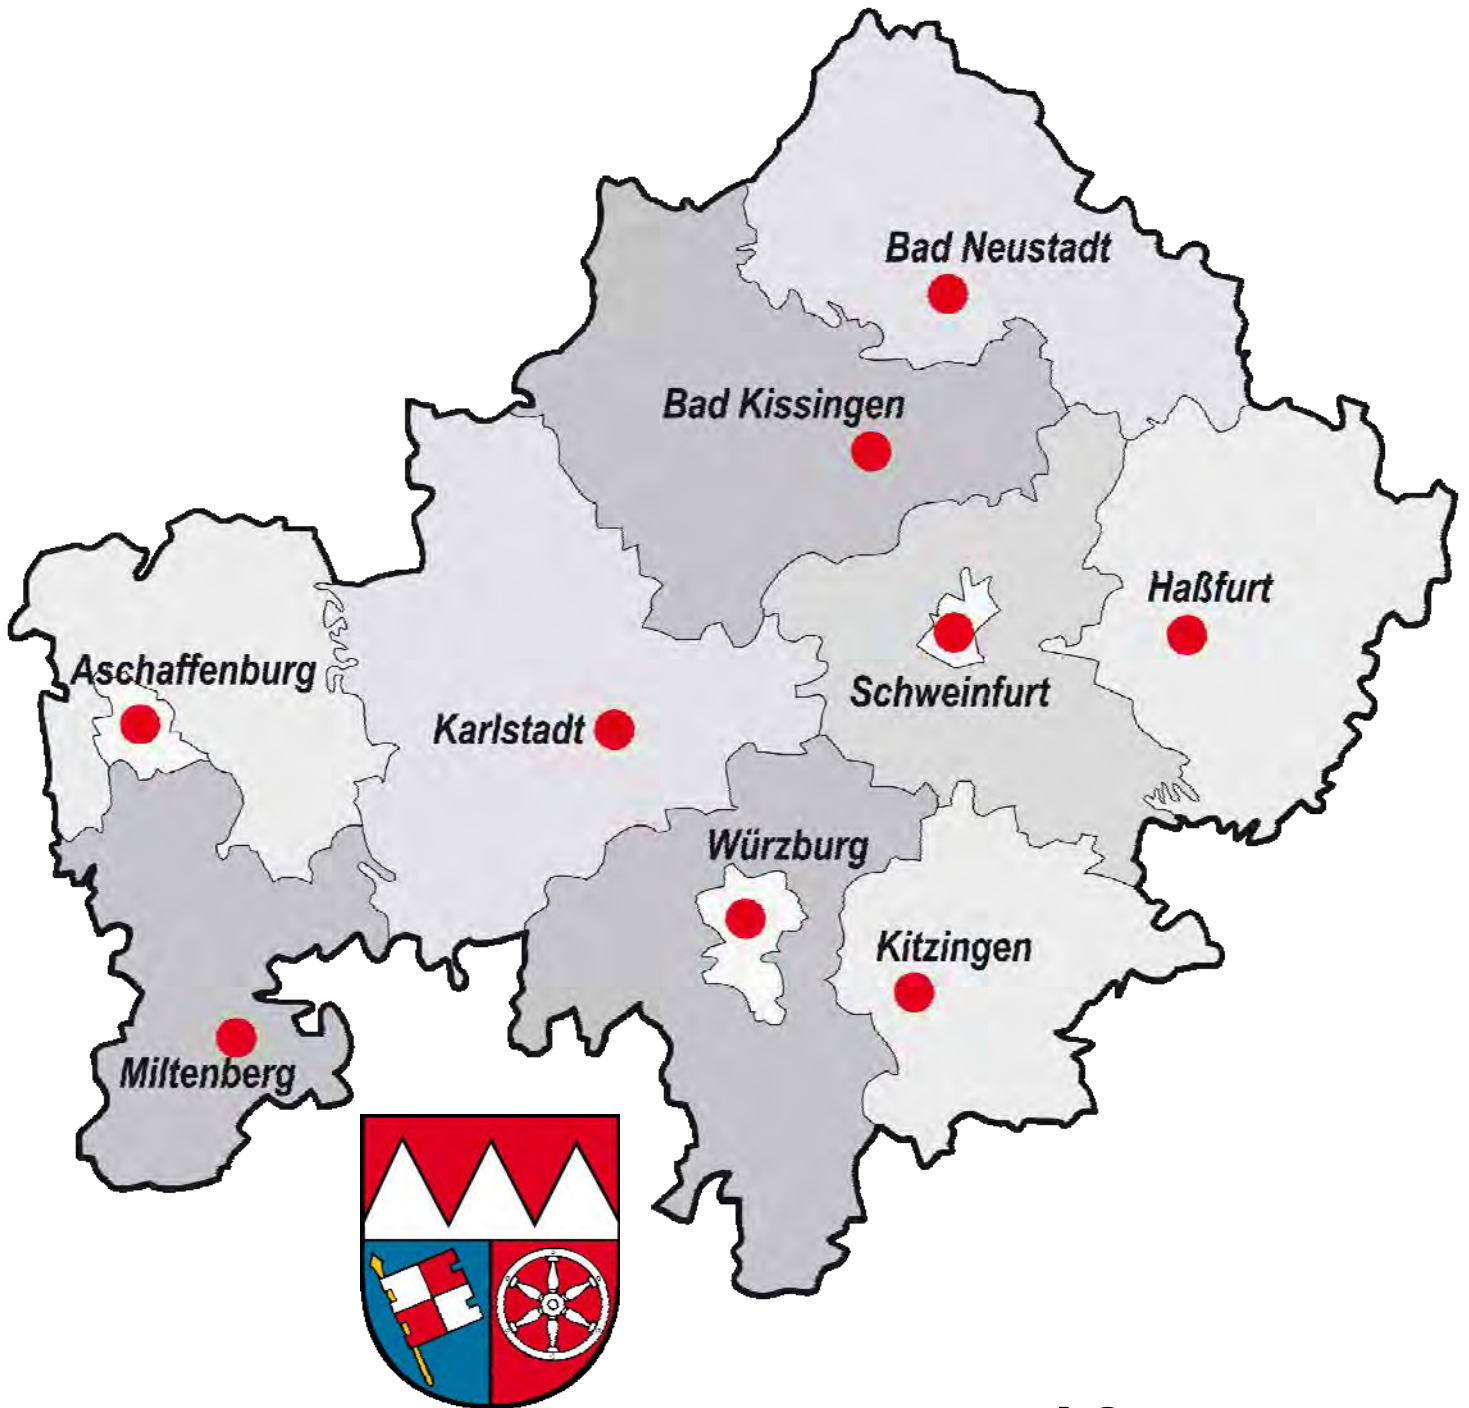 Bad Neustadt
Bad Kissingen
Haßfurt
Aschaffenburg
Schweinfurt
Karlstadt
Würzburg
Kitzingen
Miltenberg